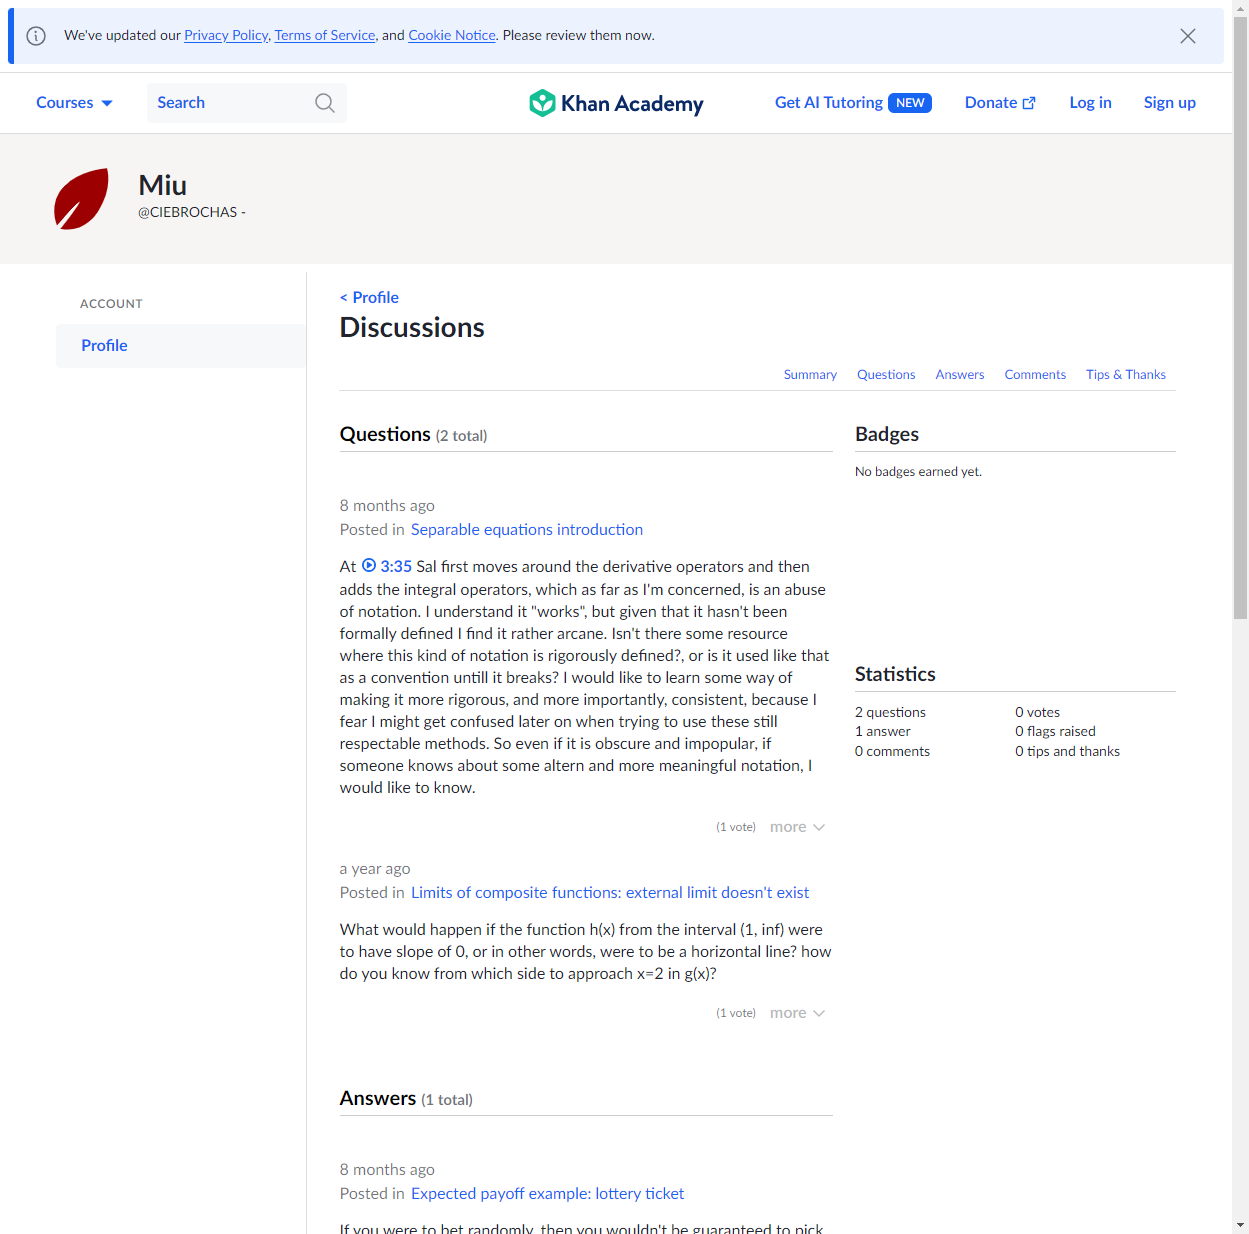 We've updated our Privacy Policy, Terms of Service, and Cookie Notice. Please review them now.
Courses
Search
Khan Academy
Get AI Tutoring NEW
Donate
Log in
Sign up
Miu
@CIEBROCHAS -
ACCOUNT
Profile
< Profile
Discussions
Summary Questions Answers Comments Tips & Thanks
Questions (2 total)
8 months ago
Posted in Separable equations introduction
At 3:35 Sal first moves around the derivative operators and then
adds the integral operators, which as far as I'm concerned, is an abuse
of notation. I understand it "works", but given that it hasn't been
formally defined I find it rather arcane. Isn't there some resource
where this kind of notation is rigorously defined?, or is it used like that
as a convention untill it breaks? I would like to learn some way of
making it more rigorous, and more importantly, consistent, because I
fear I might get confused later on when trying to use these still
respectable methods. So even if it is obscure and impopular, if
someone knows about some altern and more meaningful notation, I
would like to know.
(1 vote) more
a year ago
Posted in Limits of composite functions: external limit doesn't exist
What would happen if the function h(x) from the interval (1, inf) were
to have slope of 0, or in other words, were to be a horizontal line? how
do you know from which side to approach x=2 in g(x)?
(1 vote) more
Answers (1 total)
8 months ago
Posted in Expected payoff example: lottery ticket
If you were to bet randomly, then you wouldn't be guaranteed to pick
Badges
No badges earned yet.
Statistics
2 questions
1 answer
0 comments
0 votes
0 flags raised
0 tips and thanks